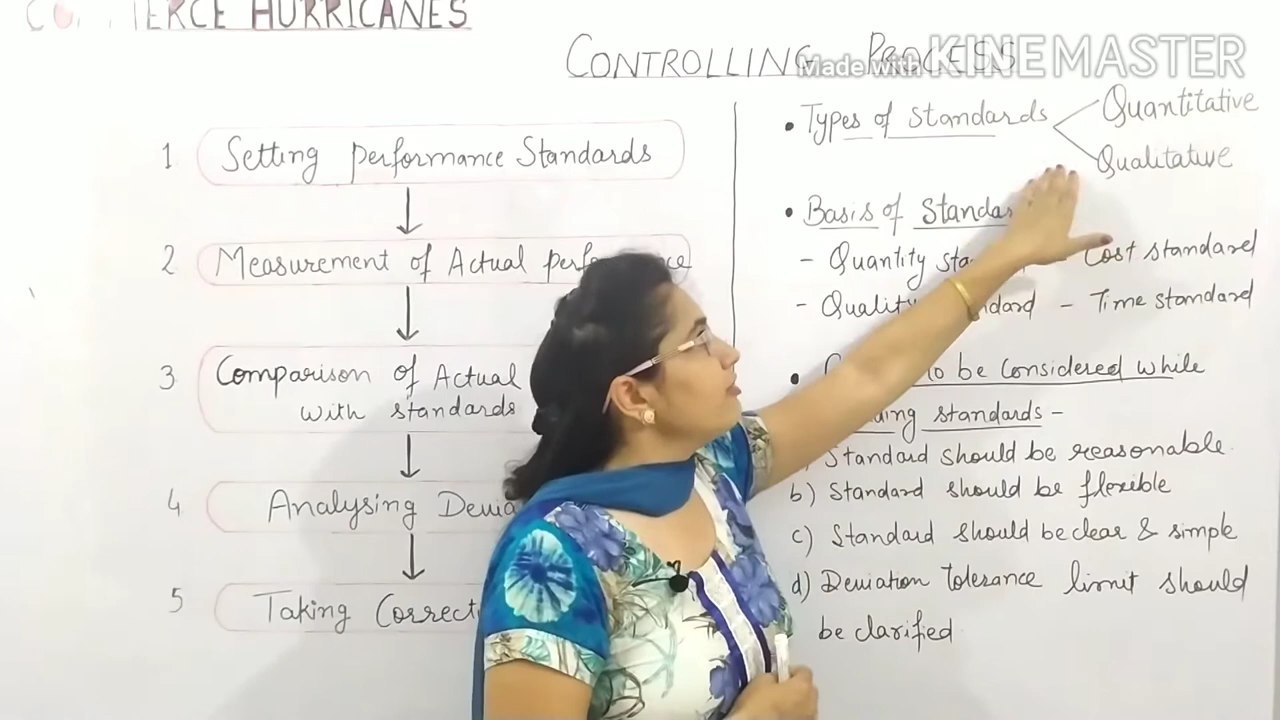 COMMERCE HURRICANES
CONTROLLING PROCESS
Made with KINEMASTER
1 Setting performance Standards
2 Measurement of Actual
3 Comparison of Actual
with standards
4 Analysing
5 Taking
• Types of Standards
Quantitative
Qualitative
• Basis of
- Quantity
- Cost standard
- Quality
- Time standard
• to be Considered while
standards -
Standard should be reasonable.
b) Standard should be flexible
c) Standard should be clear & simple
d) Deviation tolerance limit should
be clarified